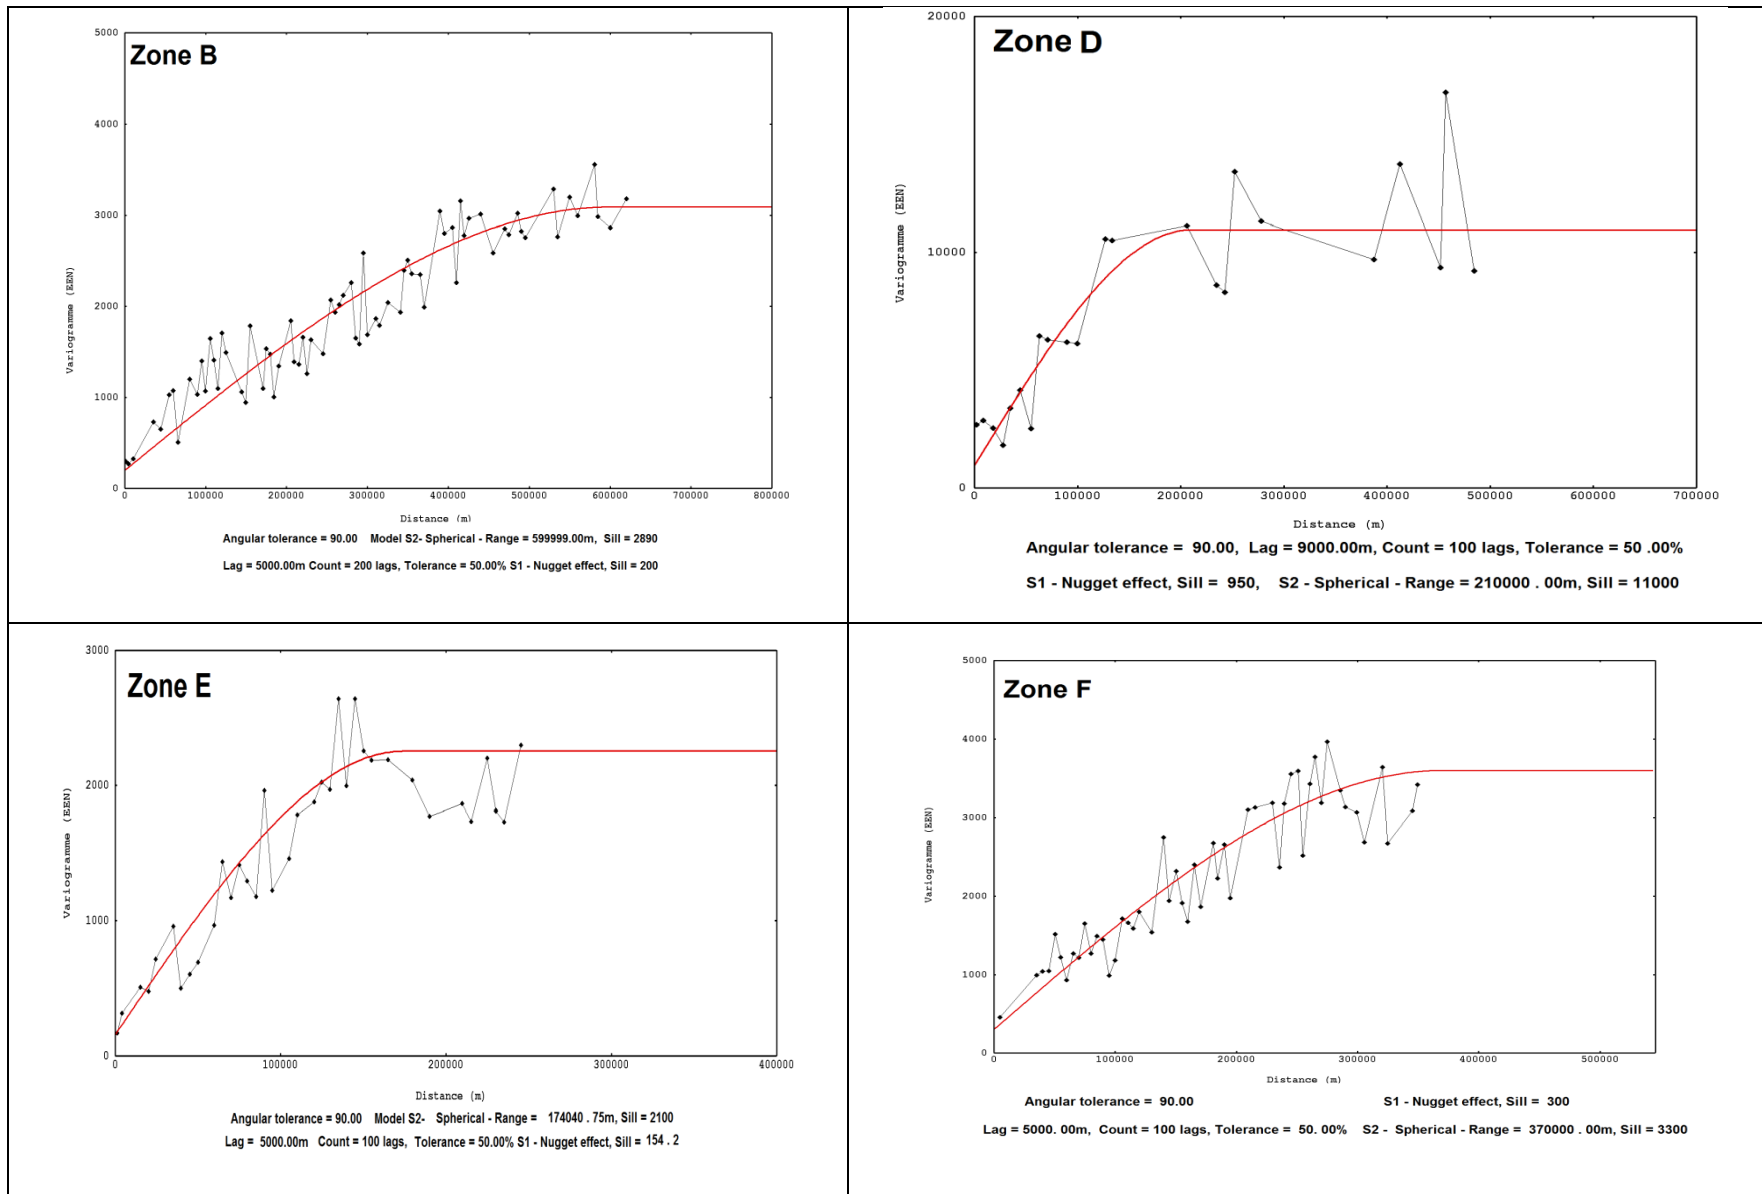 Zone B
5000
4000
3000
2000
1000
0
Variogramme (EEN)
0 100000 200000 300000 400000 500000 600000 700000 800000
Distance (m)
Angular tolerance = 90.00 Model S2- Spherical - Range = 599999.00m, Sill = 2890
Lag = 5000.00m Count = 200 lags, Tolerance = 50.00% S1 - Nugget effect, Sill = 200
Zone D
20000
10000
0
Variogramme (EEN)
0 100000 200000 300000 400000 500000 600000 700000
Distance (m)
Angular tolerance = 90.00, Lag = 9000.00m, Count = 100 lags, Tolerance = 50 .00%
S1 - Nugget effect, Sill = 950, S2 - Spherical - Range = 210000 . 00m, Sill = 11000
Zone E
3000
2000
1000
0
Variogramme (EEN)
0 100000 200000 300000 400000
Distance (m)
Angular tolerance = 90.00 Model S2- Spherical - Range = 174040 . 75m, Sill = 2100
Lag = 5000.00m Count = 100 lags, Tolerance = 50.00% S1 - Nugget effect, Sill = 154 . 2
Zone F
5000
4000
3000
2000
1000
0
Variogramme (EEN)
0 100000 200000 300000 400000 500000
Distance (m)
Angular tolerance = 90.00 S1 - Nugget effect, Sill = 300
Lag = 5000. 00m, Count = 100 lags, Tolerance = 50. 00% S2 - Spherical - Range = 370000 . 00m, Sill = 3300